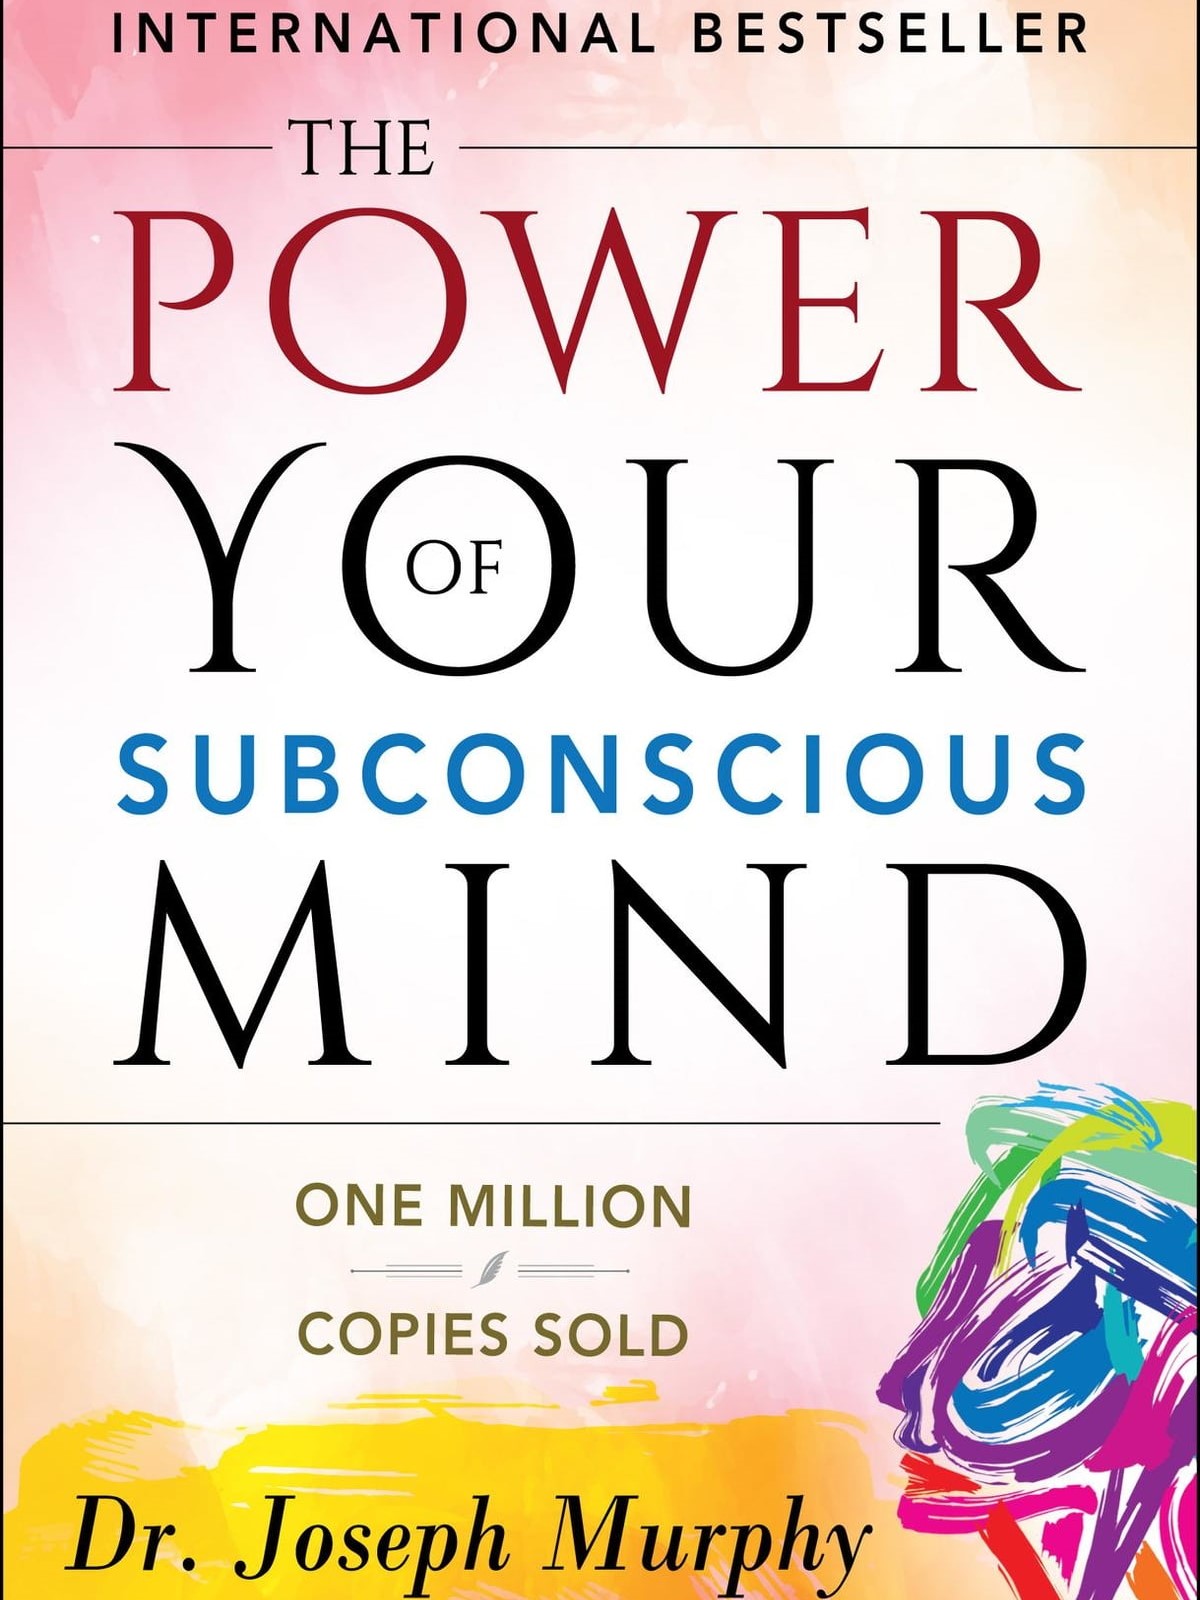 INTERNATIONAL BESTSELLER
THE
POWER
OF
YOUR
SUBCONSCIOUS
MIND
ONE MILLION
COPIES SOLD
Dr. Joseph Murphy